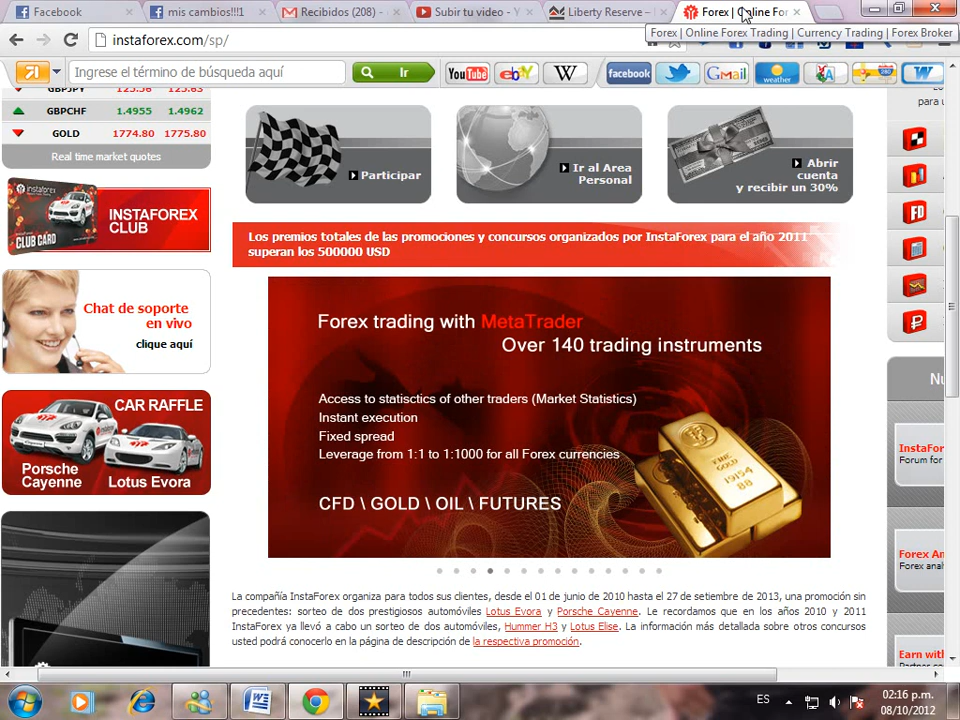 Facebook
mis cambios!!!1
Recibidos (208) -
Subir tu video - Y
Liberty Reserve –
Forex | Online For
Forex | Online Forex Trading | Currency Trading | Forex Broker
instaforex.com/sp/
Ingrese el término de búsqueda aquí
Ir
YouTube
ebY
W
facebook
Gmail
weather
280
W
GBPJPY 125.56 125.63
GBPCHF 1.4955 1.4962
GOLD 1774.80 1775.80
Real time market quotes
instaforex
CLUB CARD
INSTAFOREX
CLUB
Chat de soporte
en vivo
clique aquí
CAR RAFFLE
Porsche
Cayenne
Lotus Evora
Participar
Ir al Area
Personal
Abrir
cuenta
y recibir un 30%
Los premios totales de las promociones y concursos organizados por InstaForex para el año 2011
superan los 500000 USD
Forex trading with MetaTrader
Over 140 trading instruments
Access to statisctics of other traders (Market Statistics)
Instant execution
Fixed spread
Leverage from 1:1 to 1:1000 for all Forex currencies
CFD \ GOLD \ OIL \ FUTURES
La compañía InstaForex organiza para todos sus clientes, desde el 01 de junio de 2010 hasta el 27 de setiembre de 2013, una promoción sin
precedentes: sorteo de dos prestigiosos automóviles Lotus Evora y Porsche Cayenne. Le recordamos que en los años 2010 y 2011
InstaForex ya llevó a cabo un sorteo de dos automóviles, Hummer H3 y Lotus Elise. La información más detallada sobre otros concursos
usted podrá conocerlo en la página de descripción de la respectiva promoción.
para u
FD
Nu
InstaFor
Forum for
Forex An
Forex anal
Earn with
ES
02:16 p.m.
08/10/2012